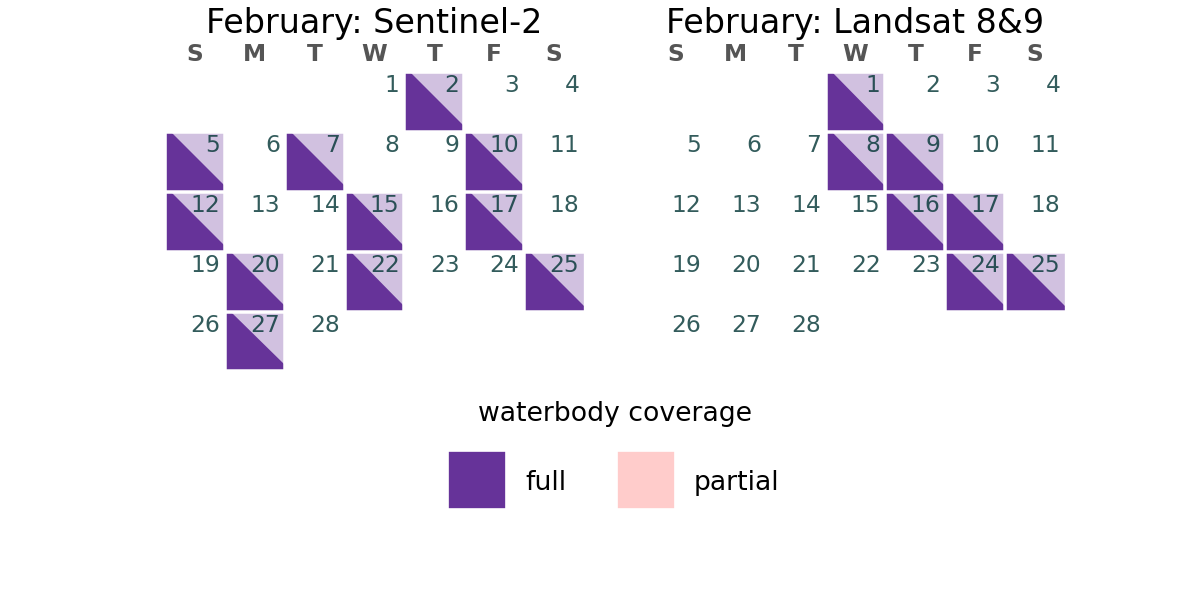 February: Sentinel-2
S M T W T F S
1 2 3 4
5 6 7 8 9 10 11
12 13 14 15 16 17 18
19 20 21 22 23 24 25
26 27 28
February: Landsat 8&9
S M T W T F S
1 2 3 4
5 6 7 8 9 10 11
12 13 14 15 16 17 18
19 20 21 22 23 24 25
26 27 28
waterbody coverage
full partial